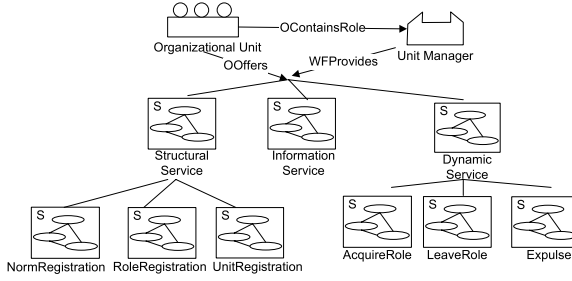 OContainsRole
Organizational Unit
Unit Manager
OOffers
WFProvides
S
S
S
Structural
Service
Information
Service
Dynamic
Service
S
S
S
S
S
S
NormRegistration
RoleRegistration
UnitRegistration
AcquireRole
LeaveRole
Expulse